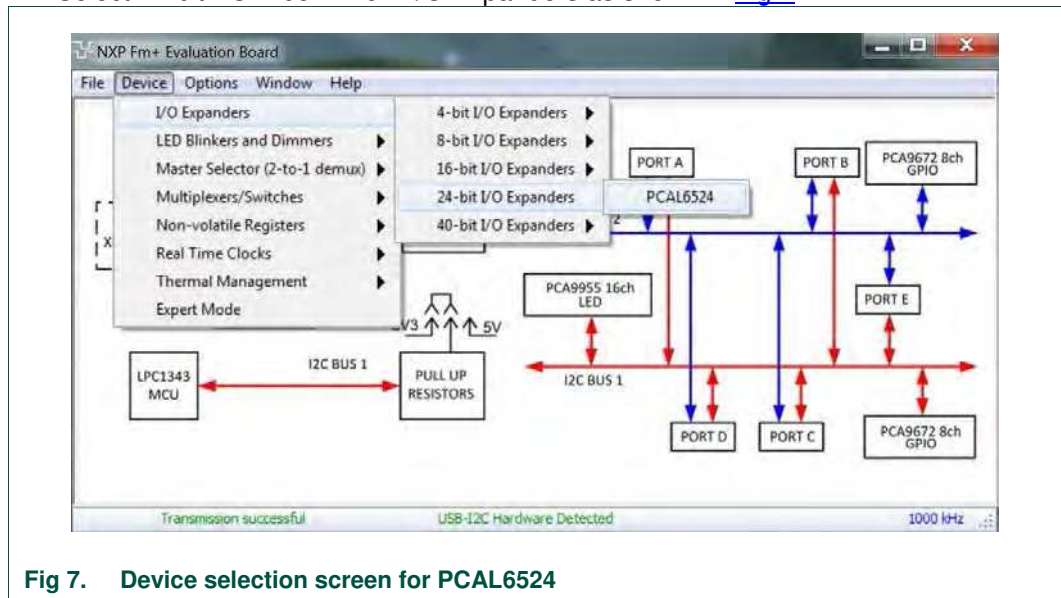 NXP Fm+ Evaluation Board
File Device Options Window Help
I/O Expanders
LED Blinkers and Dimmers
Master Selector (2-to-1 demux)
Multiplexers/Switches
Non-volatile Registers
Real Time Clocks
Thermal Management
Expert Mode
4-bit I/O Expanders
8-bit I/O Expanders
16-bit I/O Expanders
24-bit I/O Expanders
40-bit I/O Expanders
PCAL6524
PORT A
PORT B
PCA9672 8ch
GPIO
2
X
PCA9955 16ch
LED
PORT E
5V
I2C BUS 1
LPC1343
MCU
PULL UP
RESISTORS
I2C BUS 1
PORT D
PORT C
PCA9672 8ch
GPIO
Transmission successful USB-I2C Hardware Detected 1000 kHz
Fig 7. Device selection screen for PCAL6524